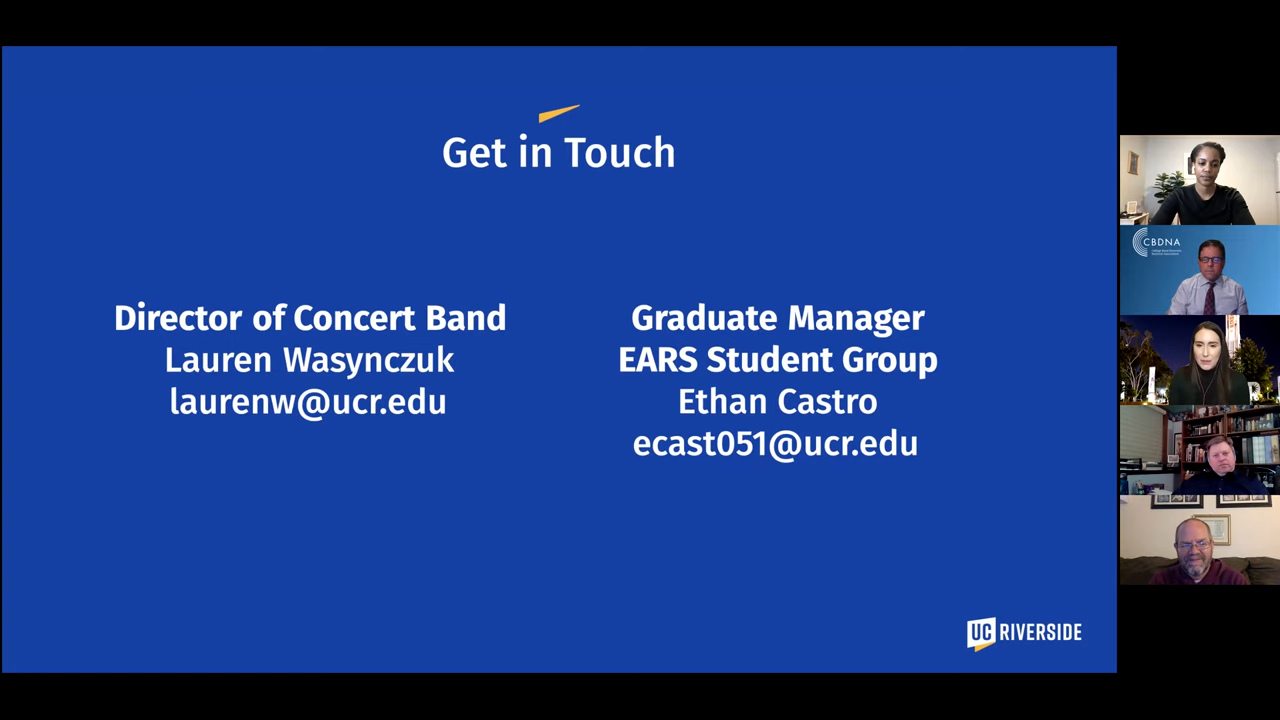 Get in Touch
Director of Concert Band
Lauren Wasynczuk
laurenw@ucr.edu
Graduate Manager
EARS Student Group
Ethan Castro
ecast051@ucr.edu
UC RIVERSIDE
CBDNA